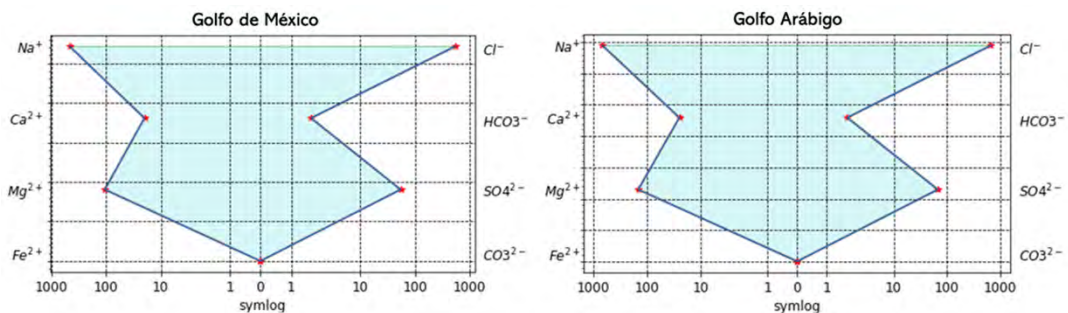 Golfo de México
Na²⁺
Ca²⁺
Mg²⁺
Fe²⁺
Cl⁻
HCO3⁻
SO4²⁻
CO3²⁻
1000 100 10 1 0 1 10 100 1000
symlog
Golfo Arábigo
Na⁺
Ca²⁺
Mg²⁺
Fe²⁺
Cl⁻
HCO3⁻
SO4²⁻
CO3²⁻
1000 100 10 1 0 1 10 100 1000
symlog